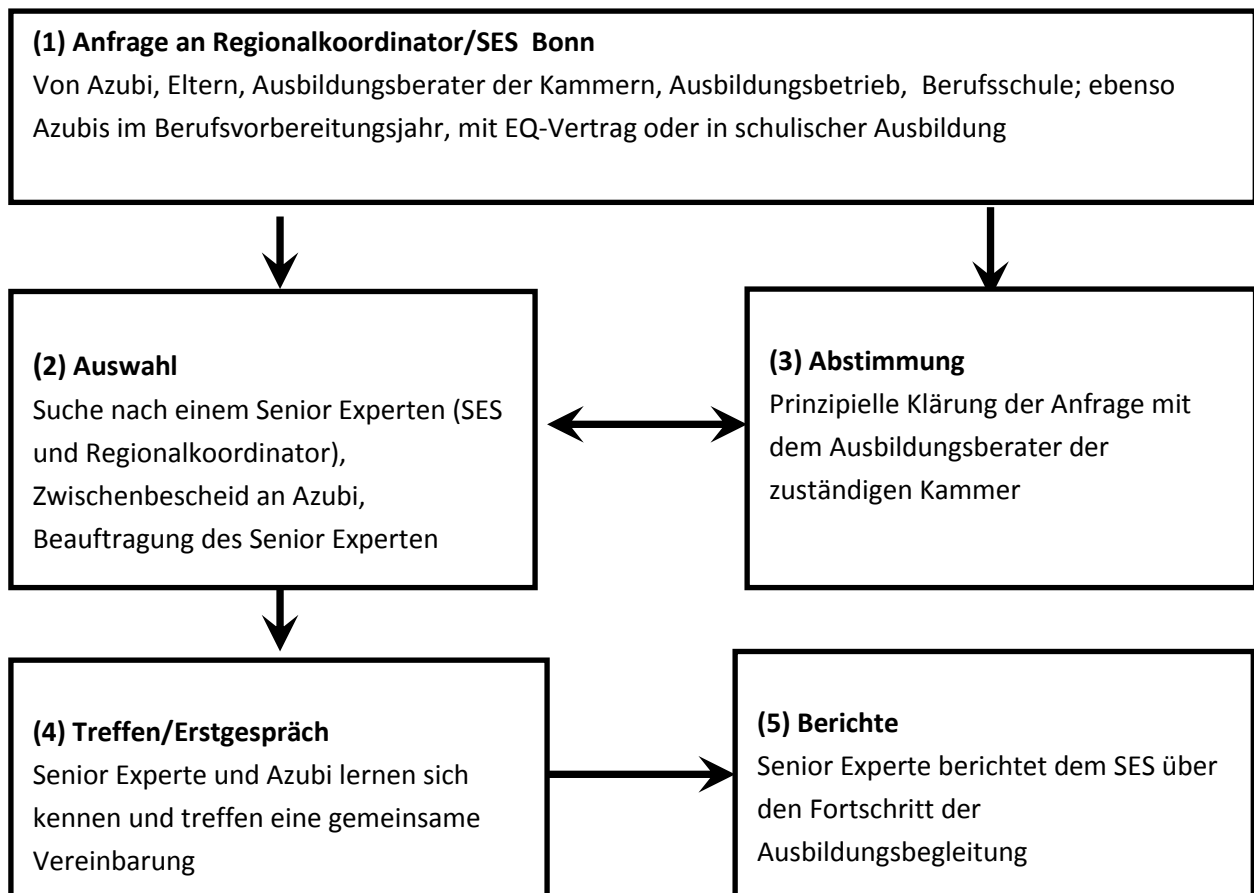 (1) Anfrage an Regionalkoordinator/SES Bonn
Von Azubi, Eltern, Ausbildungsberater der Kammern, Ausbildungsbetrieb, Berufsschule; ebenso
Azubis im Berufsvorbereitungsjahr, mit EQ-Vertrag oder in schulischer Ausbildung
(2) Auswahl
Suche nach einem Senior Experten (SES
und Regionalkoordinator),
Zwischenbescheid an Azubi,
Beauftragung des Senior Experten
(3) Abstimmung
Prinzipielle Klärung der Anfrage mit
dem Ausbildungsberater der
zuständigen Kammer
(4) Treffen/Erstgespräch
Senior Experte und Azubi lernen sich
kennen und treffen eine gemeinsame
Vereinbarung
(5) Berichte
Senior Experte berichtet dem SES über
den Fortschritt der
Ausbildungsbegleitung